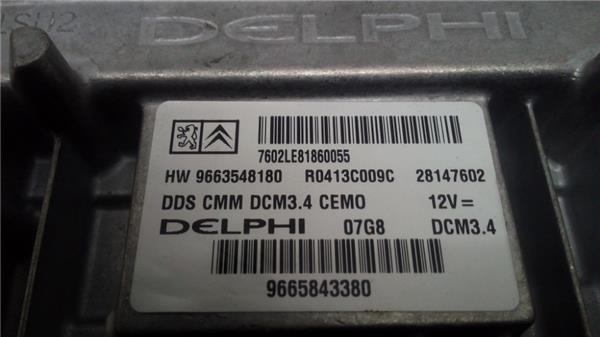 DELPHI
7602LE81860055
HW 9663548180 R0413C009C 28147602
DDS CMM DCM3.4 CEMO 12V=
DELPHI 07G8 DCM3.4
9665843380